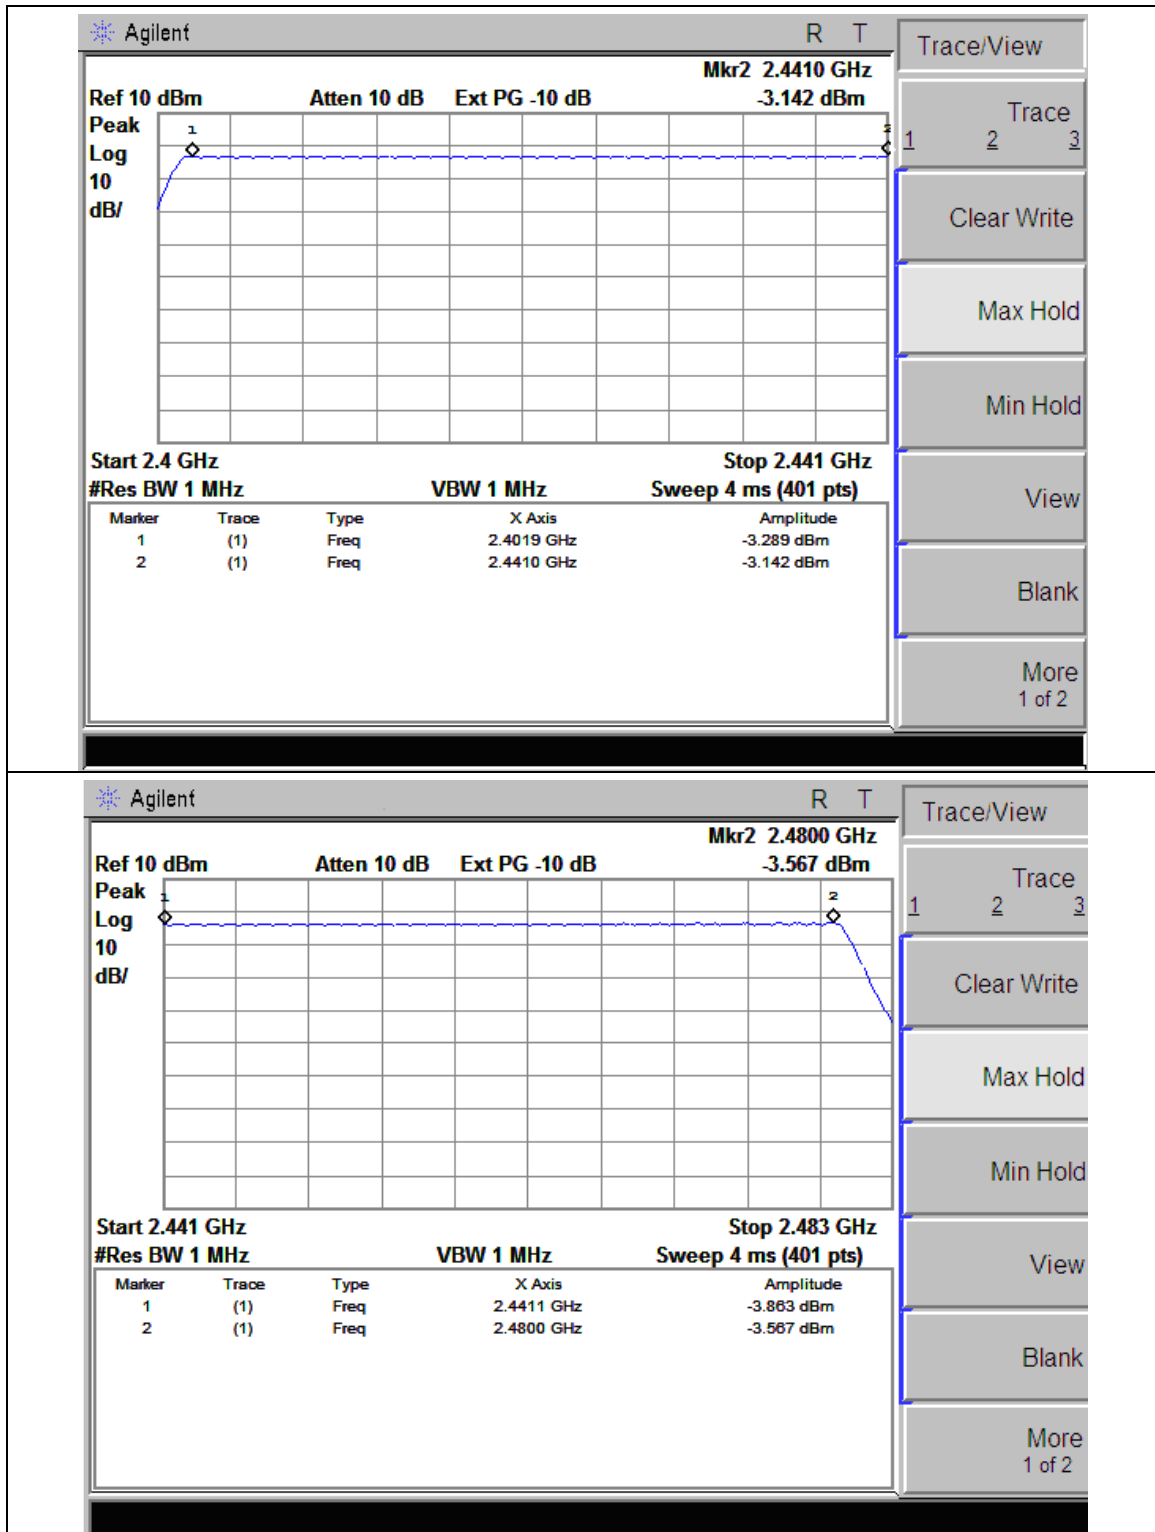 Agilent R T
Mkr2 2.4410 GHz
Ref 10 dBm Atten 10 dB Ext PG -10 dB -3.142 dBm
Peak
Log
10
dB/
1
2
Start 2.4 GHz Stop 2.441 GHz
#Res BW 1 MHz VBW 1 MHz Sweep 4 ms (401 pts)
Marker Trace Type X Axis Amplitude
1 (1) Freq 2.4019 GHz -3.289 dBm
2 (1) Freq 2.4410 GHz -3.142 dBm
Trace/View
Trace
1 2 3
Clear Write
Max Hold
Min Hold
View
Blank
More
1 of 2
Agilent R T
Mkr2 2.4800 GHz
Ref 10 dBm Atten 10 dB Ext PG -10 dB -3.567 dBm
Peak
Log
10
dB/
1
2
Start 2.441 GHz Stop 2.483 GHz
#Res BW 1 MHz VBW 1 MHz Sweep 4 ms (401 pts)
Marker Trace Type X Axis Amplitude
1 (1) Freq 2.4411 GHz -3.863 dBm
2 (1) Freq 2.4800 GHz -3.567 dBm
Trace/View
Trace
1 2 3
Clear Write
Max Hold
Min Hold
View
Blank
More
1 of 2